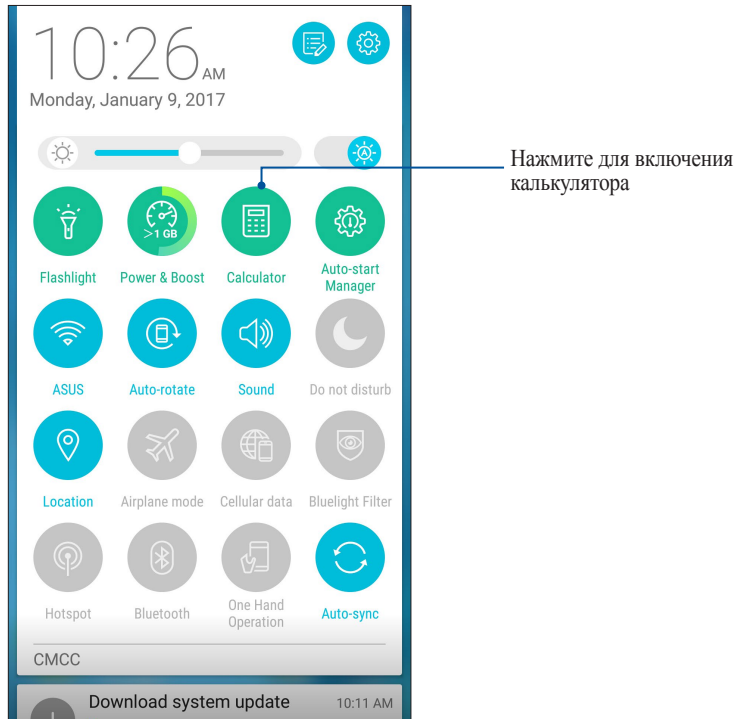 10:26 AM
Monday, January 9, 2017
A
Нажмите для включения
калькулятора
>1 GB
Flashlight Power & Boost Calculator Auto-start
Manager
ASUS Auto-rotate Sound Do not disturb
Location Airplane mode Cellular data Bluelight Filter
Hotspot Bluetooth One Hand
Operation Auto-sync
CMCC
Download system update 10:11 AM